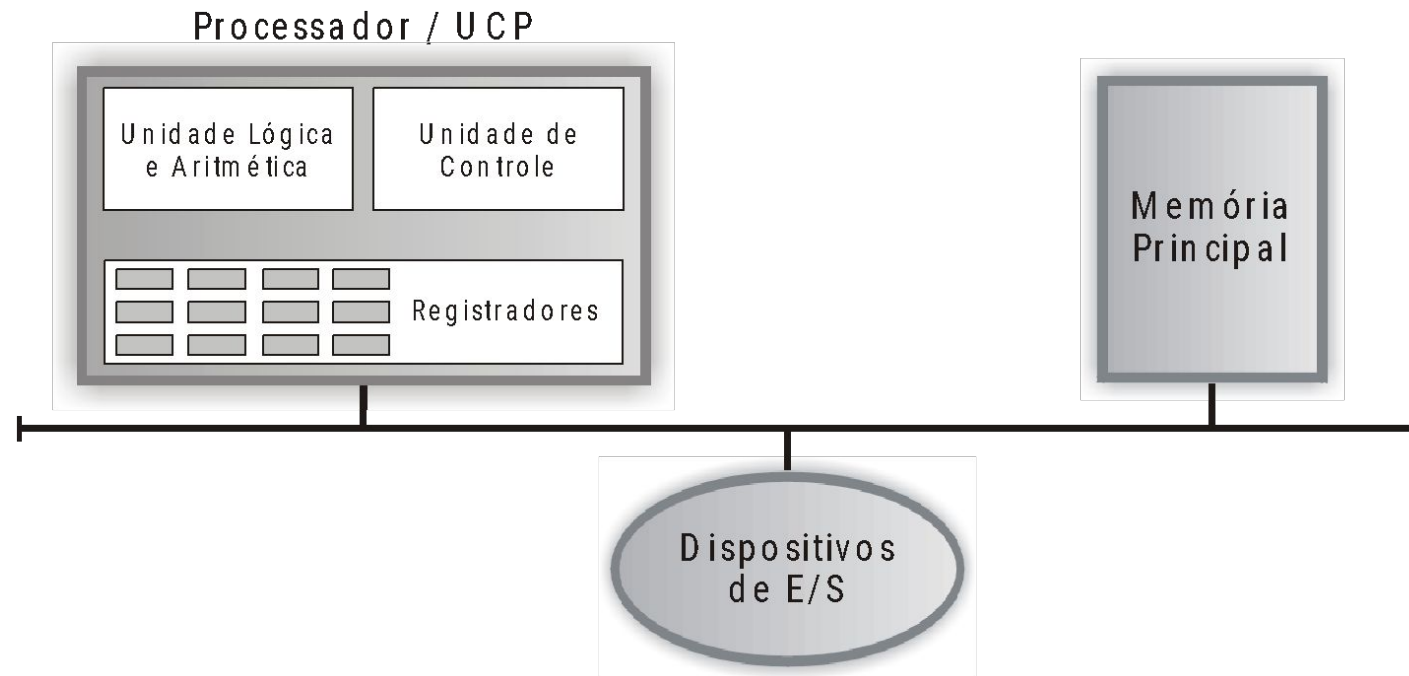 Processador / UCP
Unidade Lógica
e Aritmética
Unidade de
Controle
Registradores
Memória
Principal
Dispositivos
de E/S